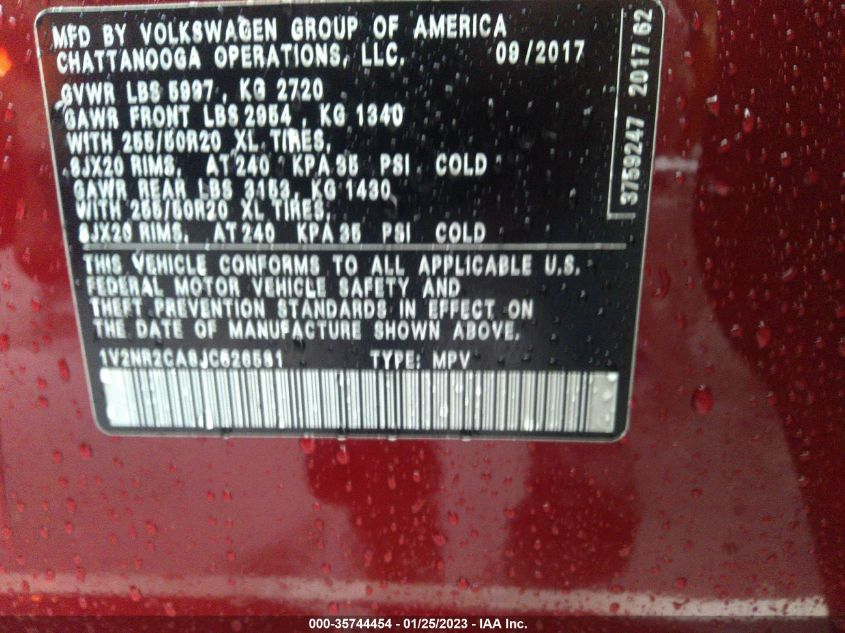 MFD BY VOLKSWAGEN GROUP OF AMERICA
CHATTANOOGA OPERATIONS, LLC. 09/2017
GVWR LBS 5997 , KG 2720
GAWR FRONT LBS 2954 , KG 1340
WITH 255/50R20 XL TIRES,
8JX20 RIMS, AT 240 KPA 35 PSI COLD
GAWR REAR LBS 3153, KG 1430
WITH 255/50R20 XL TIRES,
8JX20 RIMS, AT 240 KPA 35 PSI COLD
3759247 2017 62
THIS VEHICLE CONFORMS TO ALL APPLICABLE U.S.
FEDERAL MOTOR VEHICLE SAFETY AND
THEFT PREVENTION STANDARDS IN EFFECT ON
THE DATE OF MANUFACTURE SHOWN ABOVE.
TYPE: MPV
000-35744454 - 01/25/2023 - IAA Inc.